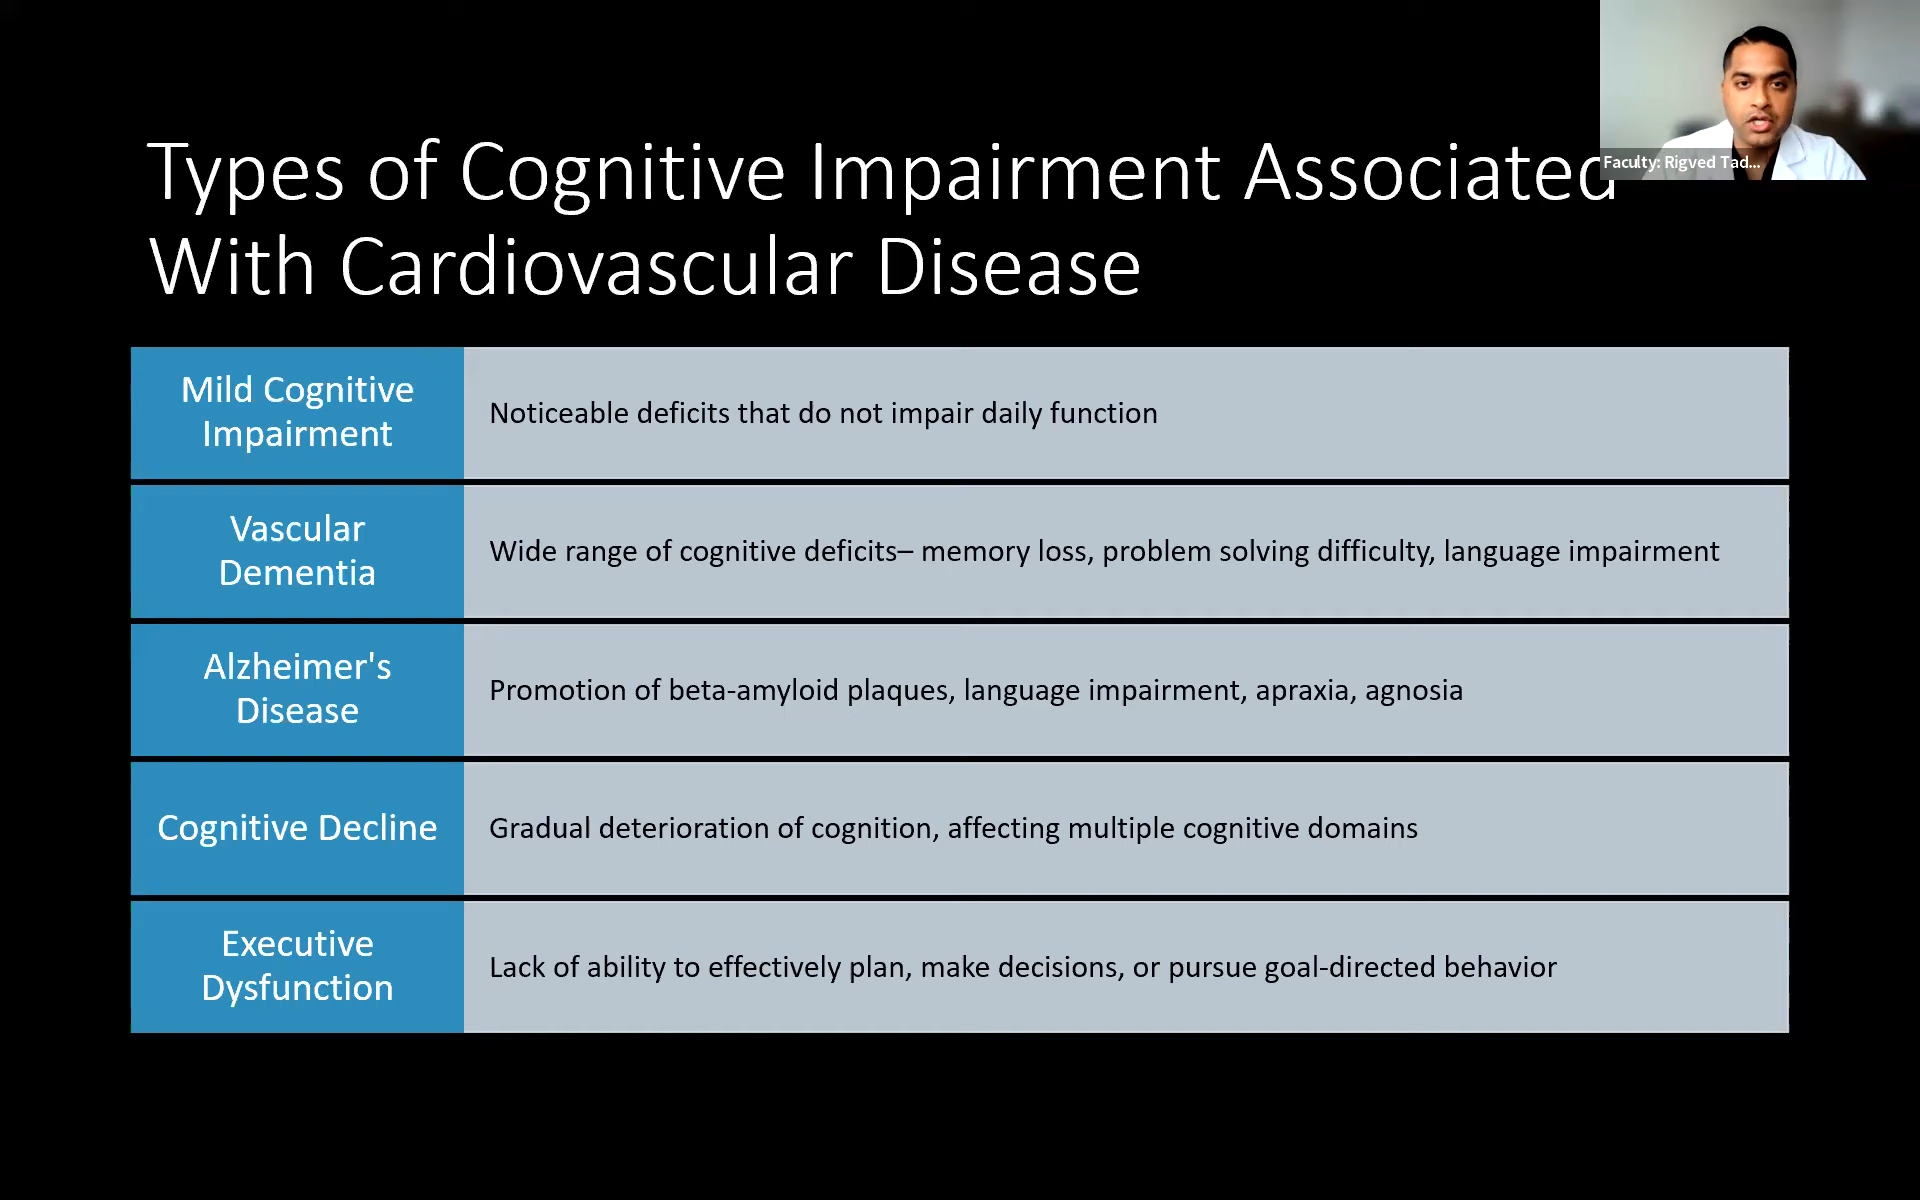 Types of Cognitive Impairment Associated
With Cardiovascular Disease
Faculty: Rigved Tad...
Mild Cognitive
Impairment
Noticeable deficits that do not impair daily function
Vascular
Dementia
Wide range of cognitive deficits– memory loss, problem solving difficulty, language impairment
Alzheimer's
Disease
Promotion of beta-amyloid plaques, language impairment, apraxia, agnosia
Cognitive Decline
Gradual deterioration of cognition, affecting multiple cognitive domains
Executive
Dysfunction
Lack of ability to effectively plan, make decisions, or pursue goal-directed behavior